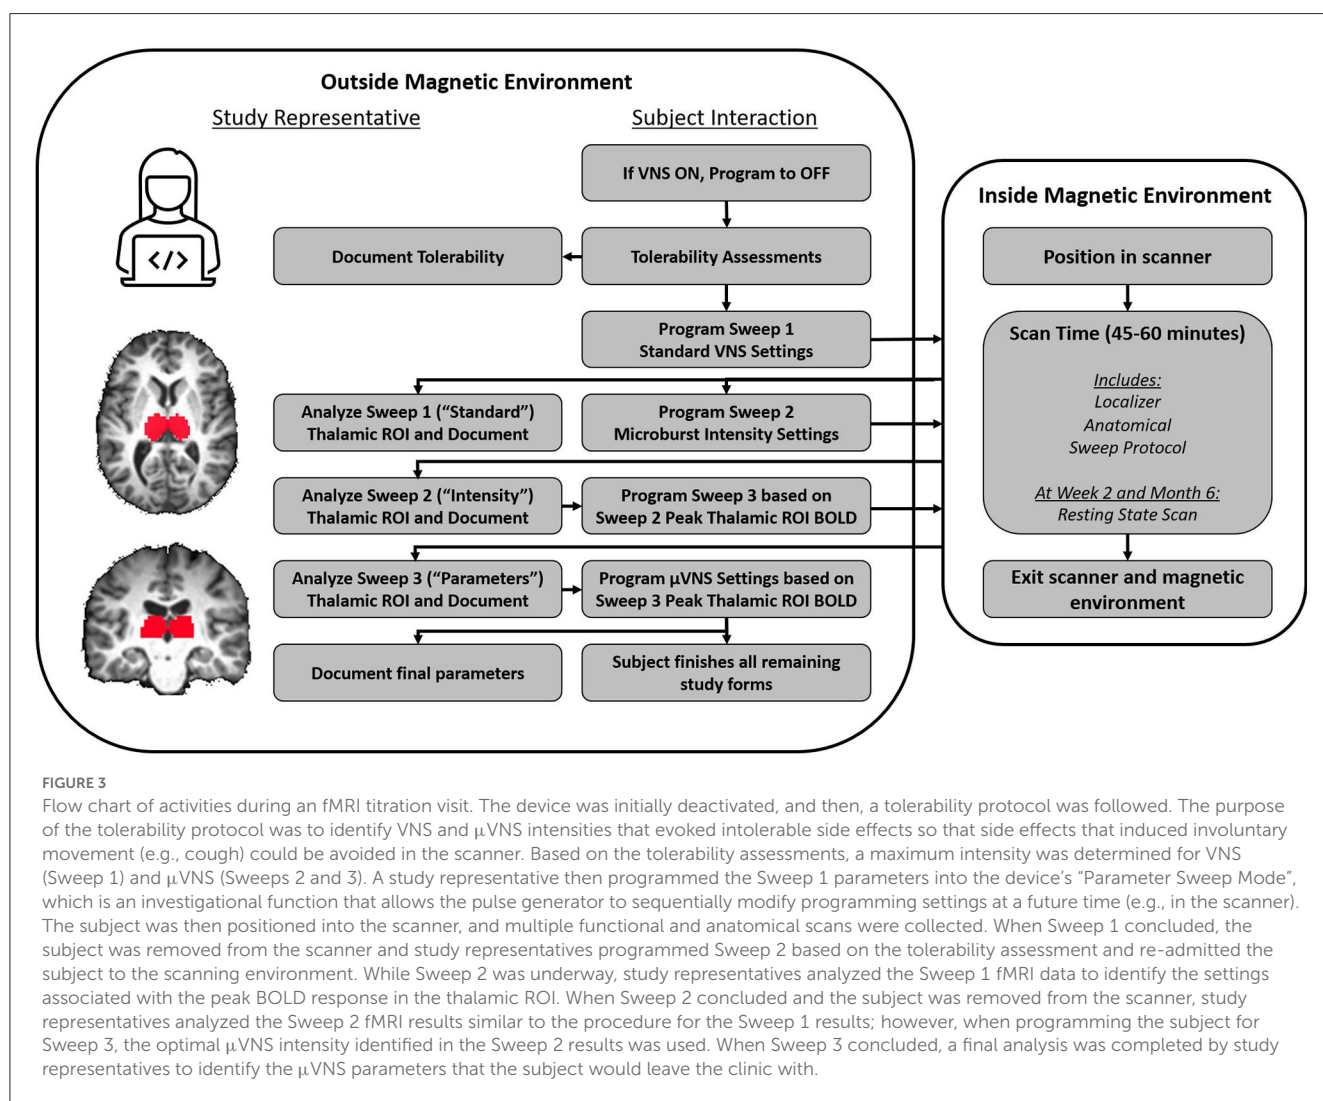 Outside Magnetic Environment
Study Representative
Subject Interaction
If VNS ON, Program to OFF
Document Tolerability
Tolerability Assessments
Program Sweep 1
Standard VNS Settings
Analyze Sweep 1 (“Standard”)
Thalamic ROI and Document
Program Sweep 2
Microburst Intensity Settings
Analyze Sweep 2 (“Intensity”)
Thalamic ROI and Document
Program Sweep 3 based on
Sweep 2 Peak Thalamic ROI BOLD
Analyze Sweep 3 (“Parameters”)
Thalamic ROI and Document
Program µVNS Settings based on
Sweep 3 Peak Thalamic ROI BOLD
Document final parameters
Subject finishes all remaining
study forms
</>
Inside Magnetic Environment
Position in scanner
Scan Time (45-60 minutes)
Includes:
Localizer
Anatomical
Sweep Protocol
At Week 2 and Month 6:
Resting State Scan
Exit scanner and magnetic
environment
FIGURE 3
Flow chart of activities during an fMRI titration visit. The device was initially deactivated, and then, a tolerability protocol was followed. The purpose
of the tolerability protocol was to identify VNS and µVNS intensities that evoked intolerable side effects so that side effects that induced involuntary
movement (e.g., cough) could be avoided in the scanner. Based on the tolerability assessments, a maximum intensity was determined for VNS
(Sweep 1) and µVNS (Sweeps 2 and 3). A study representative then programmed the Sweep 1 parameters into the device’s “Parameter Sweep Mode”,
which is an investigational function that allows the pulse generator to sequentially modify programming settings at a future time (e.g., in the scanner).
The subject was then positioned into the scanner, and multiple functional and anatomical scans were collected. When Sweep 1 concluded, the
subject was removed from the scanner and study representatives programmed Sweep 2 based on the tolerability assessment and re-admitted the
subject to the scanning environment. While Sweep 2 was underway, study representatives analyzed the Sweep 1 fMRI data to identify the settings
associated with the peak BOLD response in the thalamic ROI. When Sweep 2 concluded and the subject was removed from the scanner, study
representatives analyzed the Sweep 2 fMRI results similar to the procedure for the Sweep 1 results; however, when programming the subject for
Sweep 3, the optimal µVNS intensity identified in the Sweep 2 results was used. When Sweep 3 concluded, a final analysis was completed by study
representatives to identify the µVNS parameters that the subject would leave the clinic with.